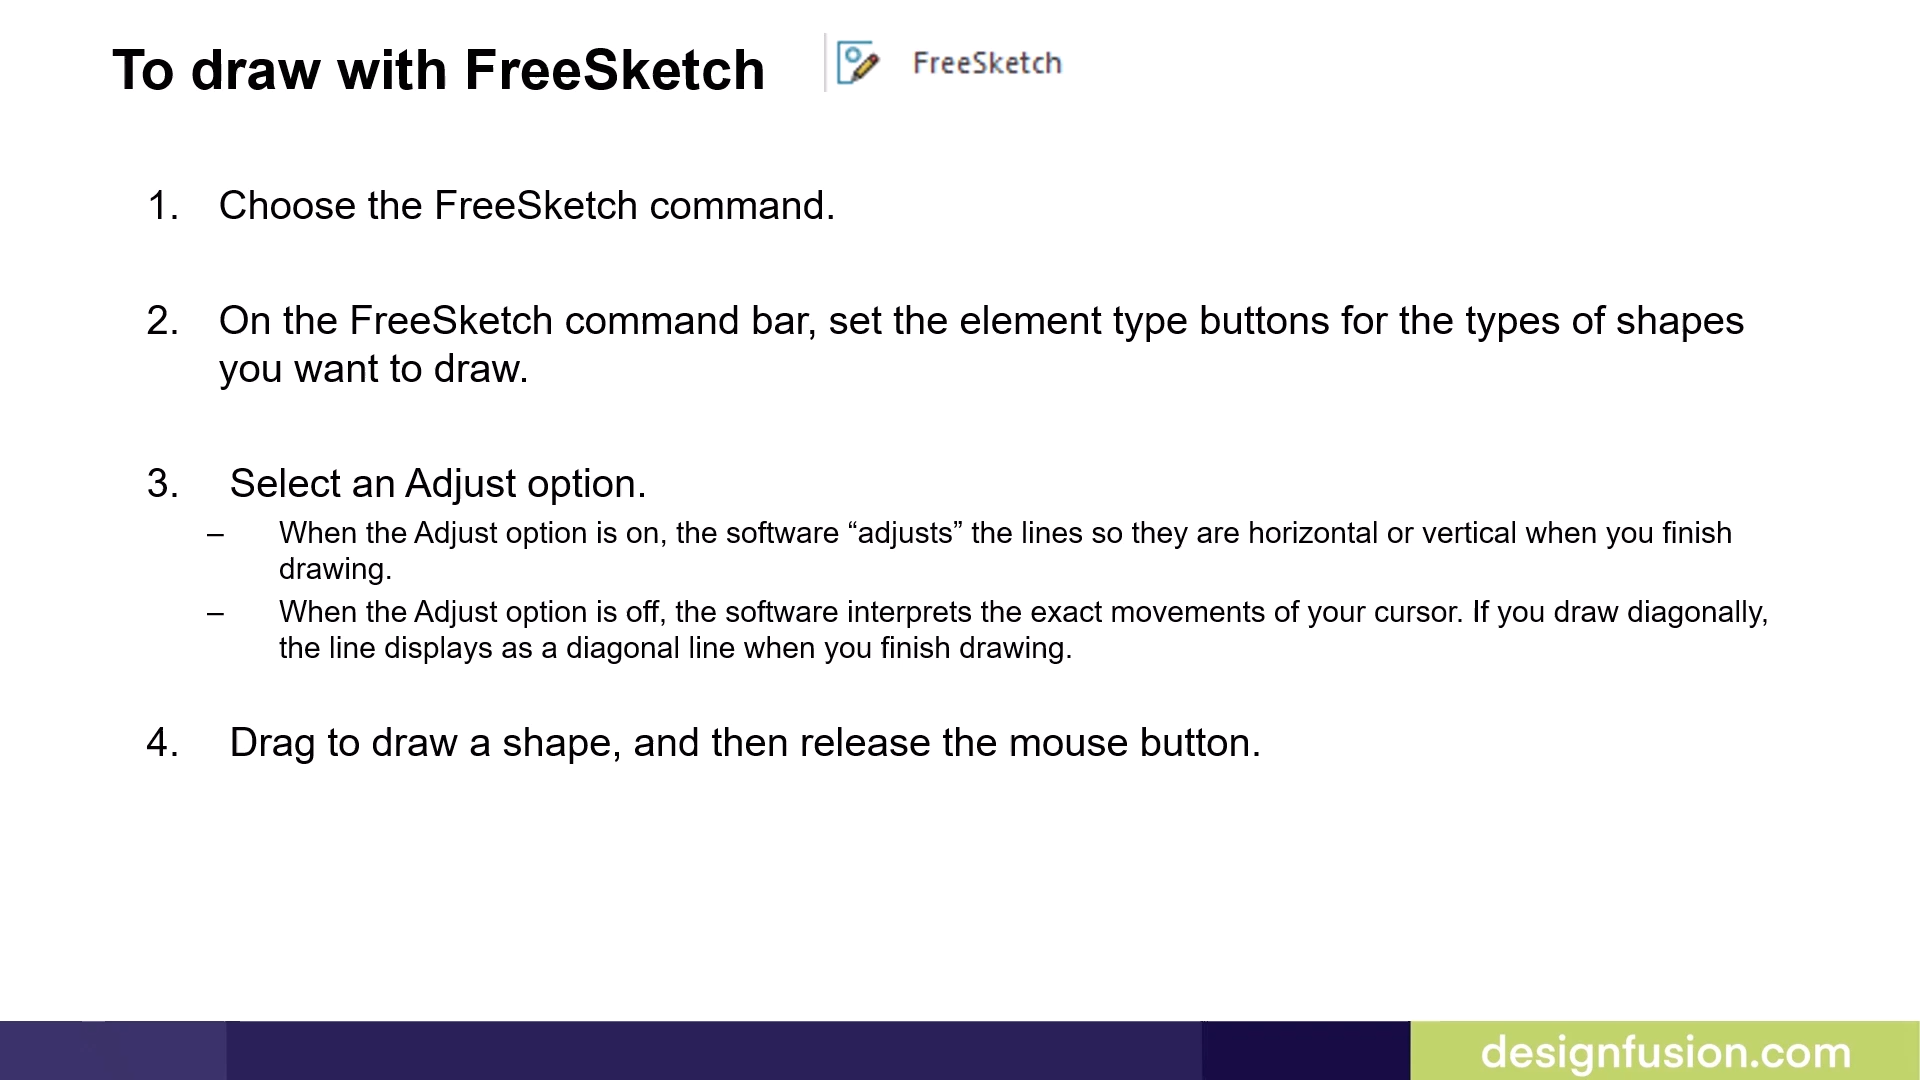 To draw with FreeSketch
FreeSketch
1. Choose the FreeSketch command.
2. On the FreeSketch command bar, set the element type buttons for the types of shapes
you want to draw.
3. Select an Adjust option.
– When the Adjust option is on, the software “adjusts” the lines so they are horizontal or vertical when you finish
drawing.
– When the Adjust option is off, the software interprets the exact movements of your cursor. If you draw diagonally,
the line displays as a diagonal line when you finish drawing.
4. Drag to draw a shape, and then release the mouse button.
designfusion.com